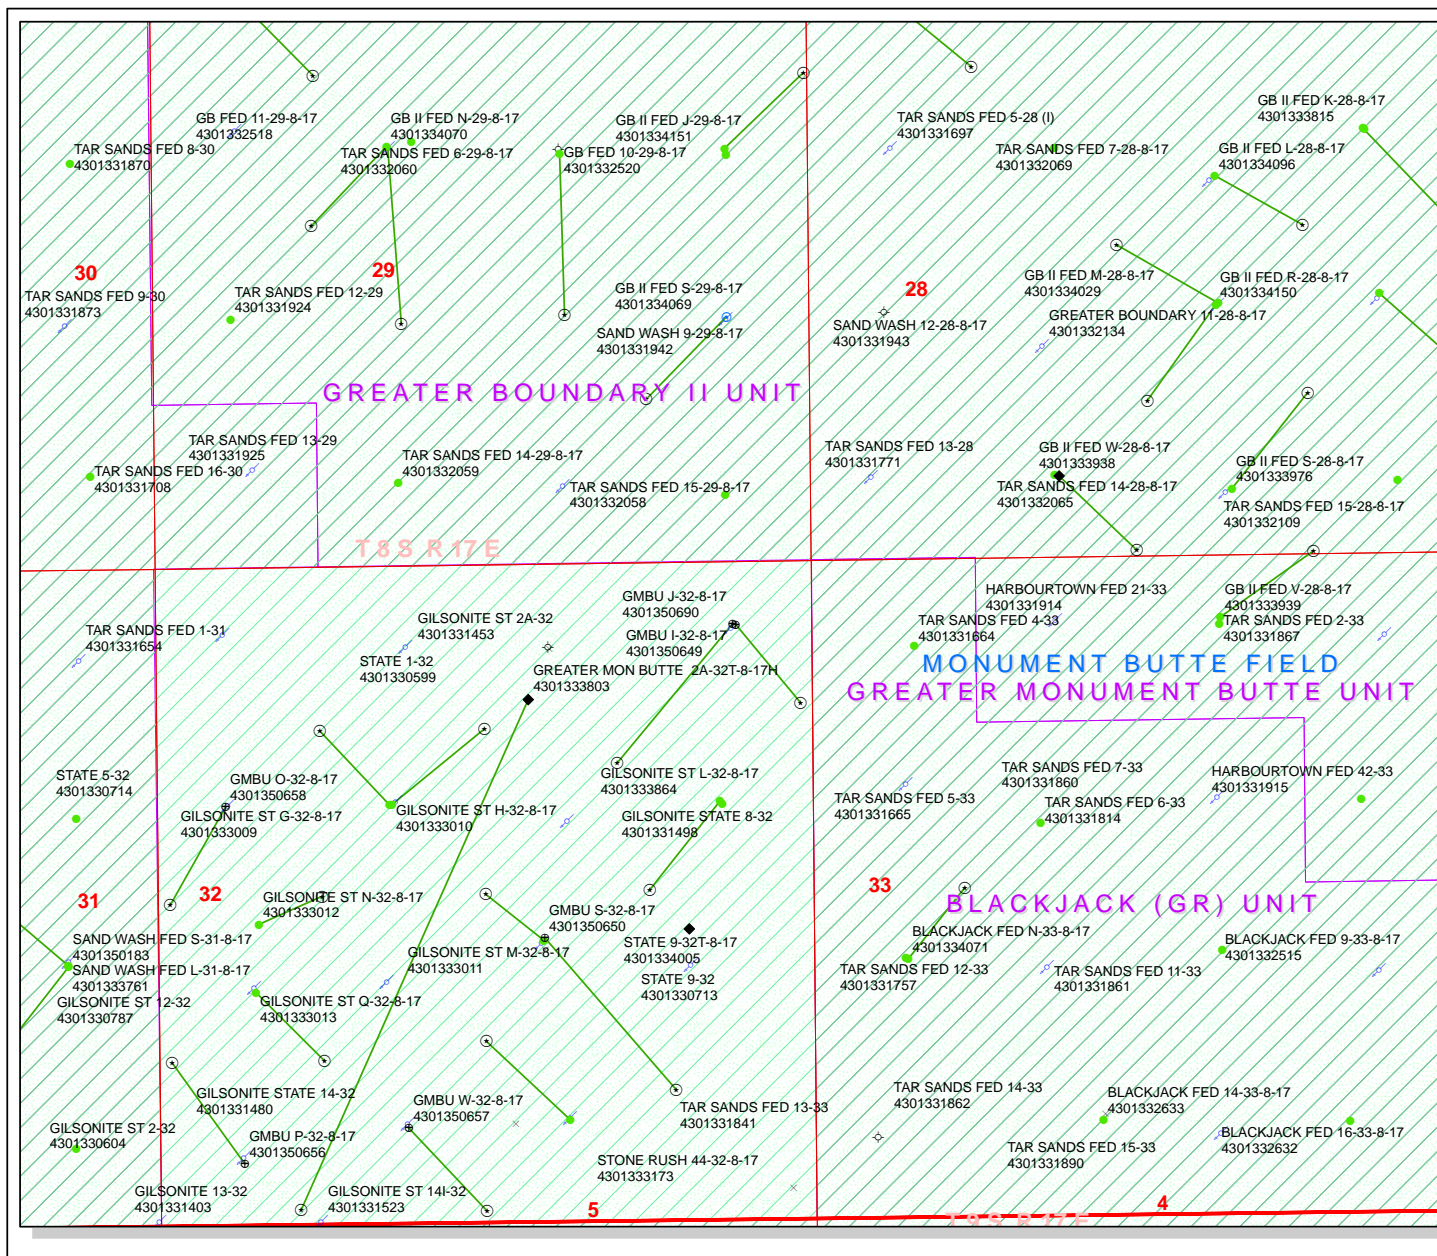 GB FED 11-29-8-17
4301332518
GB II FED N-29-8-17
4301334070
TAR SANDS FED 6-29-8-17
4301332060
TAR SANDS FED 8-30
4301331870
GB II FED J-29-8-17
4301334151
GB FED 10-29-8-17
4301332520
TAR SANDS FED 5-28 (I)
4301331697
TAR SANDS FED 7-28-8-17
4301332069
GB II FED K-28-8-17
4301333815
GB II FED L-28-8-17
4301334096
30
29
28
TAR SANDS FED 9-30
4301331873
TAR SANDS FED 12-29
4301331924
GB II FED S-29-8-17
4301334069
SAND WASH 9-29-8-17
4301331942
SAND WASH 12-28-8-17
4301331943
GB II FED M-28-8-17
4301334029
GB II FED R-28-8-17
4301334150
GREATER BOUNDARY 11-28-8-17
4301332134
GREATER BOUNDARY II UNIT
TAR SANDS FED 13-29
4301331925
TAR SANDS FED 16-30
4301331708
TAR SANDS FED 14-29-8-17
4301332059
TAR SANDS FED 15-29-8-17
4301332058
TAR SANDS FED 13-28
4301331771
GB II FED W-28-8-17
4301333938
TAR SANDS FED 14-28-8-17
4301332065
GB II FED S-28-8-17
4301333976
TAR SANDS FED 15-28-8-17
4301332109
T8S R17E
TAR SANDS FED 1-31
4301331654
GILSONITE ST 2A-32
4301331453
STATE 1-32
4301330599
GMBU J-32-8-17
4301350690
GMBU I-32-8-17
4301350649
GREATER MON BUTTE  2A-32T-8-17H
4301333803
HARBOURTOWN FED 21-33
4301331914
TAR SANDS FED 4-33
4301331664
GB II FED V-28-8-17
4301333939
TAR SANDS FED 2-33
4301331867
MONUMENT BUTTE FIELD
GREATER MONUMENT BUTTE UNIT
STATE 5-32
4301330714
GMBU O-32-8-17
4301350658
GILSONITE ST G-32-8-17
4301333009
GILSONITE ST H-32-8-17
4301333010
GILSONITE ST L-32-8-17
4301333864
GILSONITE STATE 8-32
4301331498
TAR SANDS FED 5-33
4301331665
TAR SANDS FED 7-33
4301331860
TAR SANDS FED 6-33
4301331814
HARBOURTOWN FED 42-33
4301331915
31
32
33
GILSONITE ST N-32-8-17
4301333012
GMBU S-32-8-17
4301350650
BLACKJACK (GR) UNIT
SAND WASH FED S-31-8-17
4301350183
SAND WASH FED L-31-8-17
4301333761
GILSONITE ST 12-32
4301330787
GILSONITE ST M-32-8-17
4301333011
GILSONITE ST Q-32-8-17
4301333013
STATE 9-32T-8-17
4301334005
STATE 9-32
4301330713
BLACKJACK FED N-33-8-17
4301334071
TAR SANDS FED 12-33
4301331757
TAR SANDS FED 11-33
4301331861
BLACKJACK FED 9-33-8-17
4301332515
GILSONITE STATE 14-32
4301331480
GMBU W-32-8-17
4301350657
TAR SANDS FED 13-33
4301331841
TAR SANDS FED 14-33
4301331862
BLACKJACK FED 14-33-8-17
4301332633
GILSONITE ST 2-32
4301330604
GMBU P-32-8-17
4301350656
STONE RUSH 44-32-8-17
4301333173
TAR SANDS FED 15-33
4301331890
BLACKJACK FED 16-33-8-17
4301332632
GILSONITE 13-32
4301331403
GILSONITE ST 14I-32
4301331523
5
4
T9S R17E